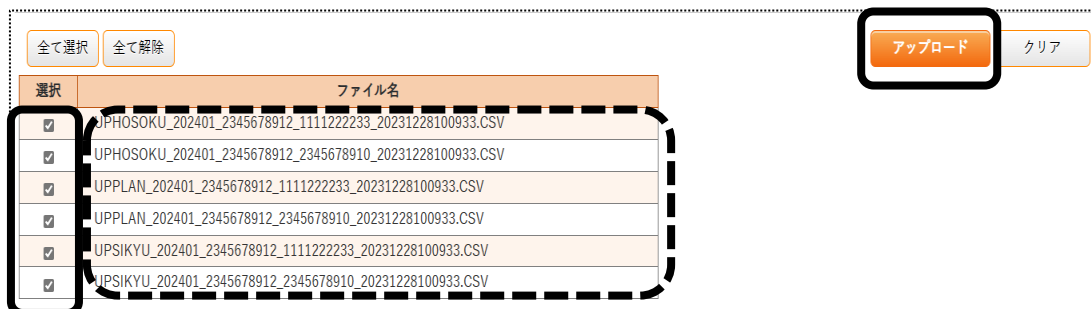 全て選択 全て解除 アップロード クリア
選択 ファイル名
UPHOSOKU_202401_2345678912_1111222233_20231228100933.CSV
UPHOSOKU_202401_2345678912_2345678910_20231228100933.CSV
UPPLAN_202401_2345678912_1111222233_20231228100933.CSV
UPPLAN_202401_2345678912_2345678910_20231228100933.CSV
UPSIKYU_202401_2345678912_1111222233_20231228100933.CSV
UPSIKYU_202401_2345678912_2345678910_20231228100933.CSV